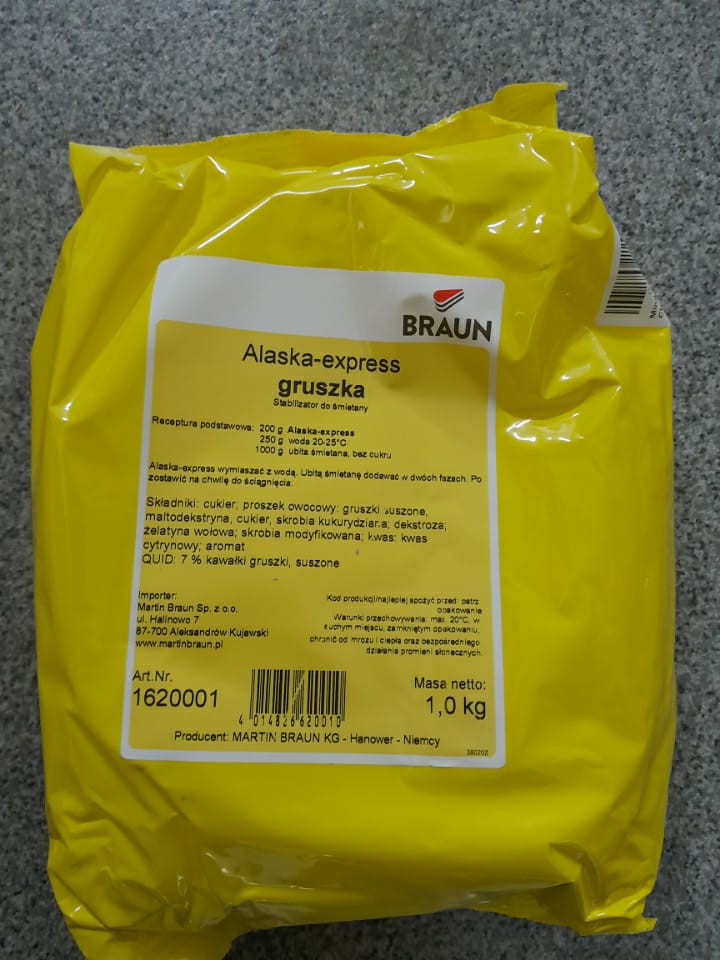 BRAUN
Alaska-express
gruszka
Stabilizator do śmietany
Receptura podstawowa: 200 g Alaska-express
250 g woda 20-25°C
1000 g ubita śmietana, bez cukru
Alaska-express wymiaszać z wodą. Ubitą śmietanę dodawać w dwóch fazach. Po
zostawić na chwilę do ściągnięcia.
Składniki: cukier; proszek owocowy: gruszki suszone,
maltodekstryna, cukier, skrobia kukurydziana; dekstroza;
żelatyna wołowa; skrobia modyfikowana; kwas: kwas
cytrynowy; aromat
QUID: 7 % kawałki gruszki, suszone
Importer:
Martin Braun Sp. z o.o.
ul. Halinowo 7
87-700 Aleksandrów Kujawski
www.martinbraun.pl
Kod produkcji/najlepiej spożyć przed: patrz
opakowanie
Warunki przechowywania: max. 20°C, w
suchym miejscu, zamkniętym opakowaniu,
chronić od mrozu i ciepła oraz bezpośredniego
działania promieni słonecznych.
Art.Nr.
1620001
4 014826 620010
Masa netto:
1,0 kg
Producent: MARTIN BRAUN KG - Hanower - Niemcy
380202